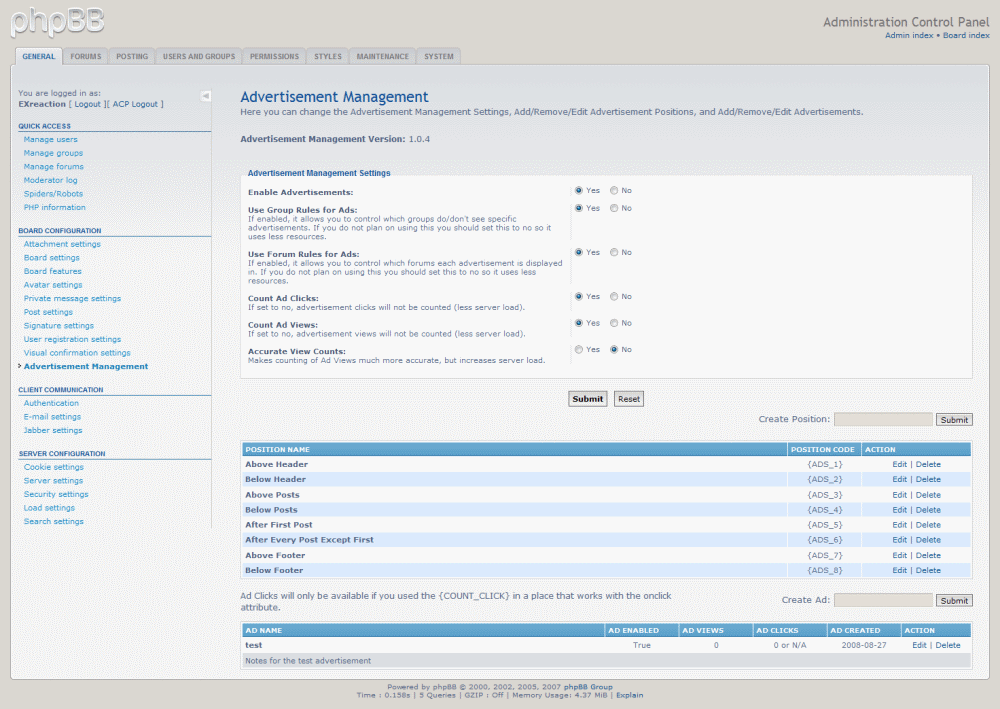 phpBB
Administration Control Panel
Admin index • Board index
GENERAL FORUMS POSTING USERS AND GROUPS PERMISSIONS STYLES MAINTENANCE SYSTEM
You are logged in as:
EXreaction [ Logout ][ ACP Logout ]
QUICK ACCESS
Manage users
Manage groups
Manage forums
Moderator log
Spiders/Robots
PHP information
BOARD CONFIGURATION
Attachment settings
Board settings
Board features
Avatar settings
Private message settings
Post settings
Signature settings
User registration settings
Visual confirmation settings
Advertisement Management
CLIENT COMMUNICATION
Authentication
E-mail settings
Jabber settings
SERVER CONFIGURATION
Cookie settings
Server settings
Security settings
Load settings
Search settings
Advertisement Management
Here you can change the Advertisement Management Settings, Add/Remove/Edit Advertisement Positions, and Add/Remove/Edit Advertisements.
Advertisement Management Version: 1.0.4
Advertisement Management Settings
Enable Advertisements: Yes No
Use Group Rules for Ads: Yes No
If enabled, it allows you to control which groups do/don't see specific
advertisements. If you do not plan on using this you should set this to no so it
uses less resources.
Use Forum Rules for Ads: Yes No
If enabled, it allows you to control which forums each advertisement is displayed
in. If you do not plan on using this you should set this to no so it uses less
resources.
Count Ad Clicks: Yes No
If set to no, advertisement clicks will not be counted (less server load).
Count Ad Views: Yes No
If set to no, advertisement views will not be counted (less server load).
Accurate View Counts: Yes No
Makes counting of Ad Views much more accurate, but increases server load.
Submit Reset
Create Position: Submit
POSITION NAME POSITION CODE ACTION
Above Header {ADS_1} Edit | Delete
Below Header {ADS_2} Edit | Delete
Above Posts {ADS_3} Edit | Delete
Below Posts {ADS_4} Edit | Delete
After First Post {ADS_5} Edit | Delete
After Every Post Except First {ADS_6} Edit | Delete
Above Footer {ADS_7} Edit | Delete
Below Footer {ADS_8} Edit | Delete
Ad Clicks will only be available if you used the {COUNT_CLICK} in a place that works with the onclick
attribute.
Create Ad: Submit
AD NAME AD ENABLED AD VIEWS AD CLICKS AD CREATED ACTION
test True 0 0 or N/A 2008-08-27 Edit | Delete
Notes for the test advertisement
Powered by phpBB © 2000, 2002, 2005, 2007 phpBB Group
Time : 0.158s | 5 Queries | GZIP : Off | Memory Usage: 4.37 MiB | Explain